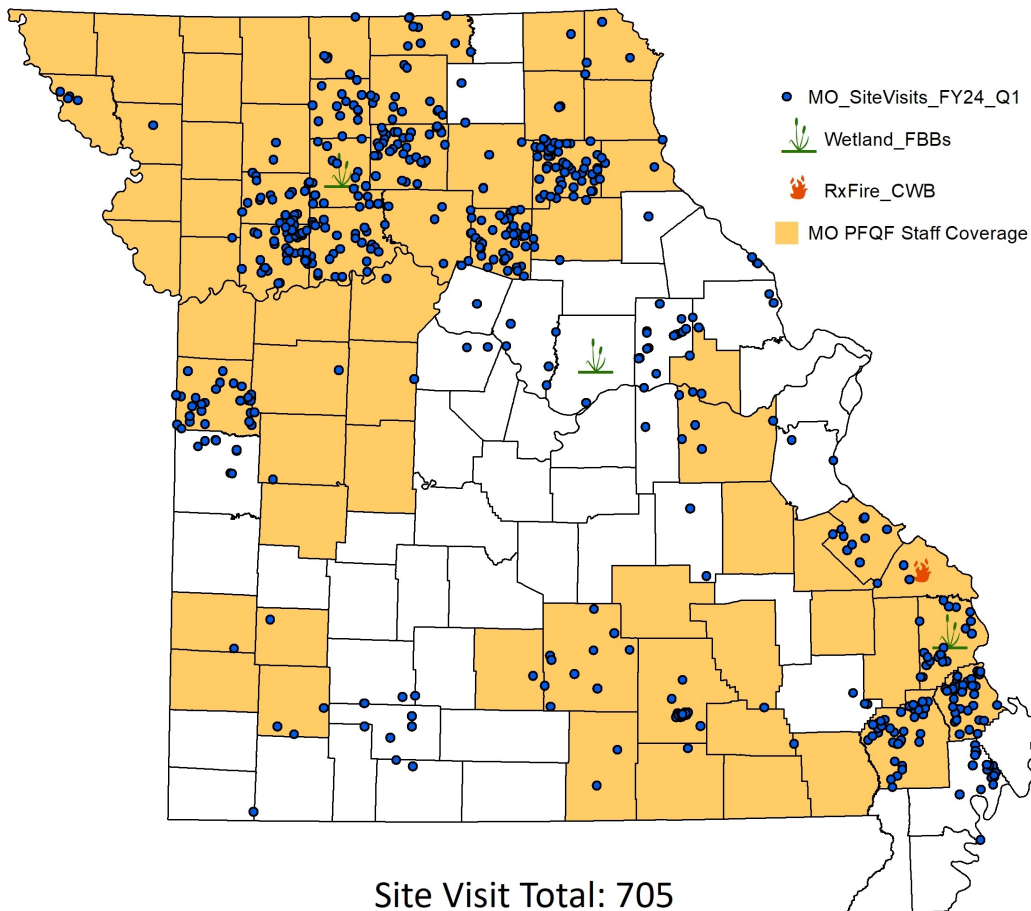 MO_SiteVisits_FY24_Q1
Wetland_FBBs
RxFire_CWB
MO PFQF Staff Coverage
Site Visit Total: 705